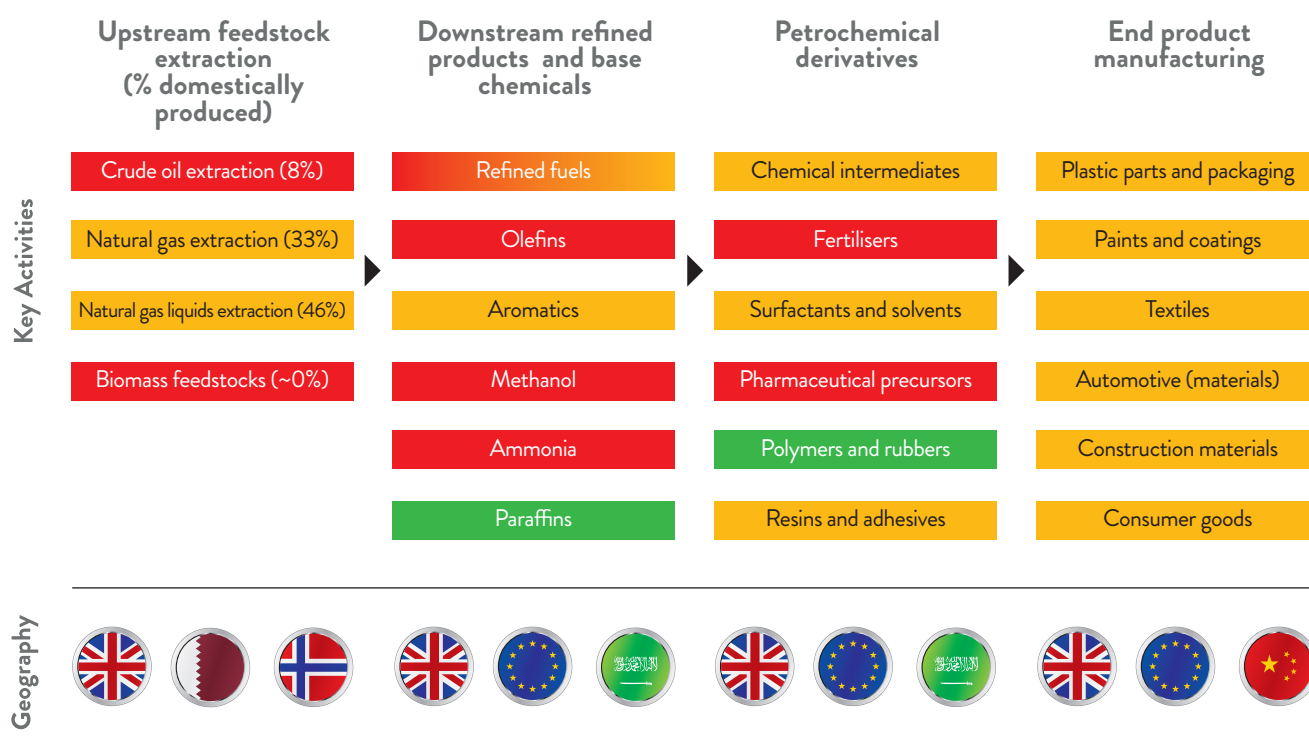 Upstream feedstock
extraction
(% domestically
produced)
Downstream refined
products and base
chemicals
Petrochemical
derivatives
End product
manufacturing
Key Activities
Crude oil extraction (8%)
Natural gas extraction (33%)
Natural gas liquids extraction (46%)
Biomass feedstocks (~0%)
Refined fuels
Olefins
Aromatics
Methanol
Ammonia
Paraffins
Chemical intermediates
Fertilisers
Surfactants and solvents
Pharmaceutical precursors
Polymers and rubbers
Resins and adhesives
Plastic parts and packaging
Paints and coatings
Textiles
Automotive (materials)
Construction materials
Consumer goods
Geography